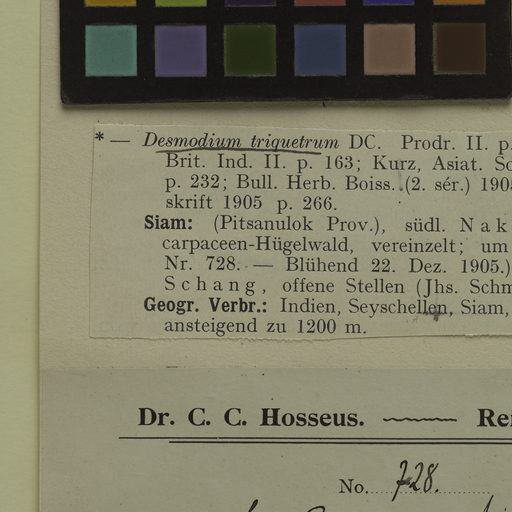 * — Desmodium triquetrum DC. Prodr. II. p.
Brit. Ind. II. p. 163; Kurz, Asiat. So
p. 232; Bull. Herb. Boiss. (2. sér.) 190
skrift 1905 p. 266.
Siam: (Pitsanulok Prov.), südl. Nak
carpaceen-Hügelwald, vereinzelt; um
Nr. 728. — Blühend 22. Dez. 1905.)
Schang, offene Stellen (Jhs. Schm
Geogr. Verbr.: Indien, Seyschellen, Siam,
ansteigend zu 1200 m.
Dr. C. C. Hosseus. Rei
No. 728.